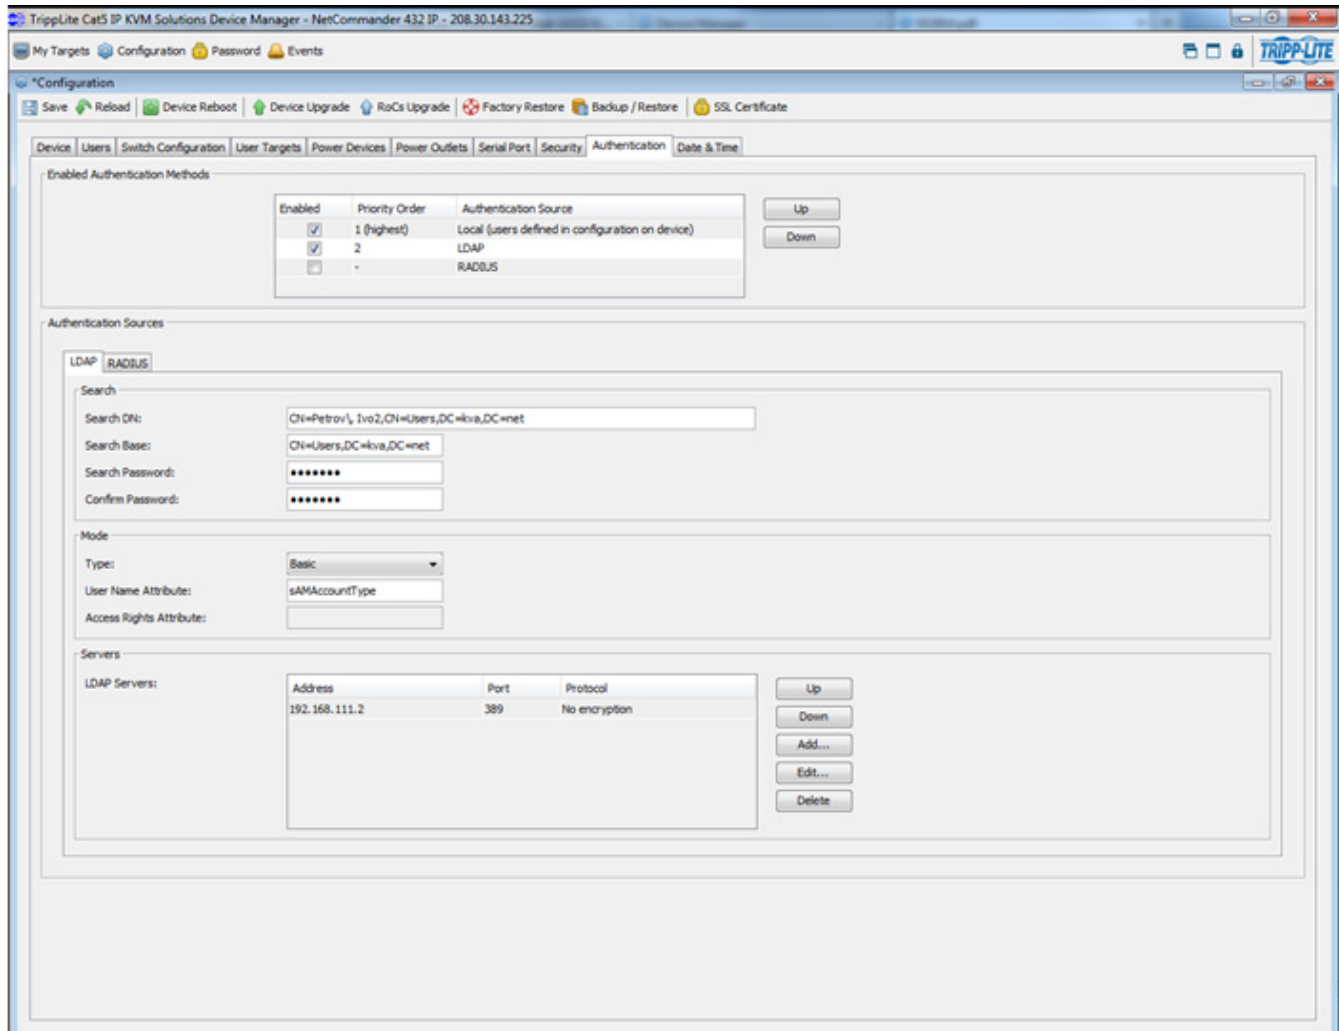 TrippLite Cat5 IP KVM Solutions Device Manager - NetCommander 432 IP - 208.30.143.225
My Targets Configuration Password Events TRIPP-LITE
*Configuration
Save Reload Device Reboot Device Upgrade RoCs Upgrade Factory Restore Backup / Restore SSL Certificate
Device Users Switch Configuration User Targets Power Devices Power Outlets Serial Port Security Authentication Date & Time
Enabled Authentication Methods
Enabled Priority Order Authentication Source Up
1 (highest) Local (users defined in configuration on device)
Down
2 LDAP
- RADIUS
Authentication Sources
LDAP RADIUS
Search
Search DN: CN=Petrov\, Ivo2,CN=Users,DC=kva,DC=net
Search Base: CN=Users,DC=kva,DC=net
Search Password: •••••••
Confirm Password: •••••••
Mode
Type: Basic
User Name Attribute: sAMAccountType
Access Rights Attribute:
Servers
LDAP Servers: Address Port Protocol Up
192.168.111.2 389 No encryption Down
Add...
Edit...
Delete